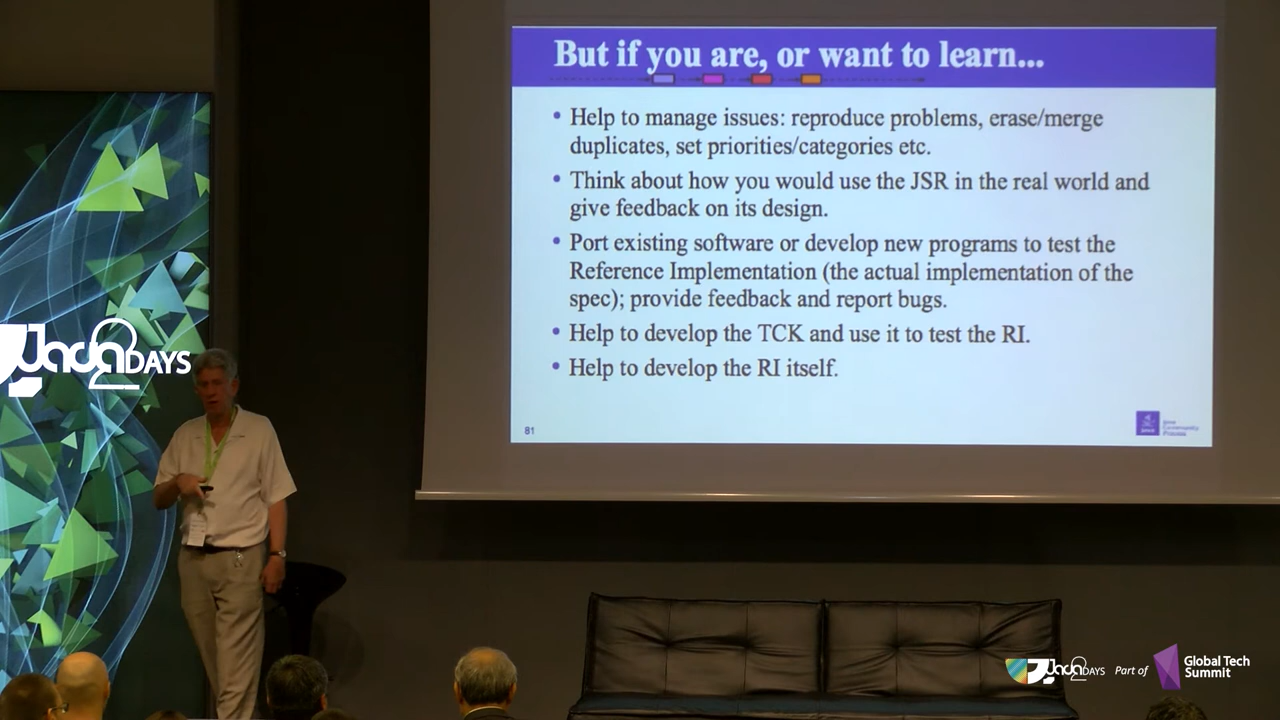 But if you are, or want to learn...
• Help to manage issues: reproduce problems, erase/merge
duplicates, set priorities/categories etc.
• Think about how you would use the JSR in the real world and
give feedback on its design.
• Port existing software or develop new programs to test the
Reference Implementation (the actual implementation of the
spec); provide feedback and report bugs.
• Help to develop the TCK and use it to test the RI.
• Help to develop the RI itself.
81
Java2DAYS
Java2DAYS Part of Global Tech
Summit